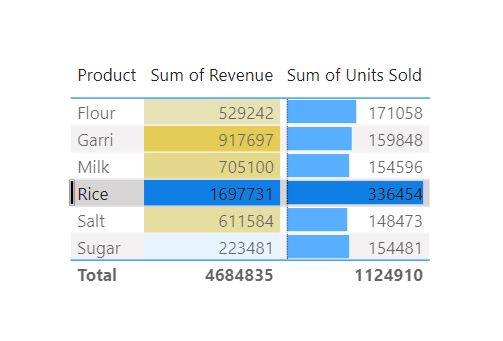 Product Sum of Revenue Sum of Units Sold
Flour 529242 171058
Garri 917697 159848
Milk 705100 154596
Rice 1697731 336454
Salt 611584 148473
Sugar 223481 154481
Total 4684835 1124910